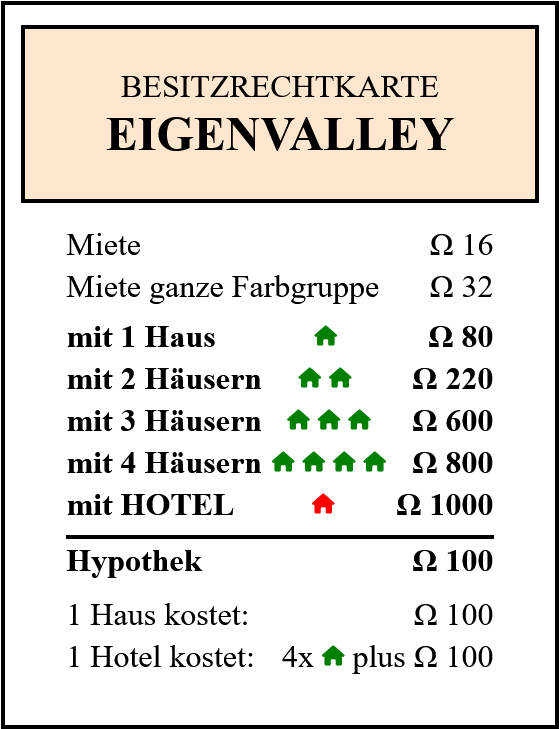 BESITZRECHTKARTE
EIGENVALLEY
Miete Ω 16
Miete ganze Farbgruppe Ω 32
mit 1 Haus Ω 80
mit 2 Häusern Ω 220
mit 3 Häusern Ω 600
mit 4 Häusern Ω 800
mit HOTEL Ω 1000
Hypothek Ω 100
1 Haus kostet: Ω 100
1 Hotel kostet: 4x plus Ω 100